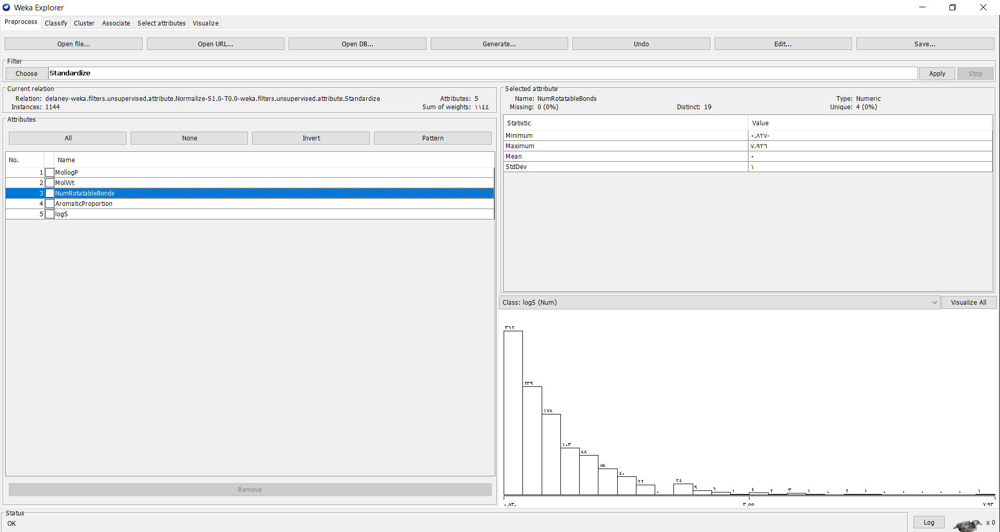 Weka Explorer
Preprocess Classify Cluster Associate Select attributes Visualize
Open file... Open URL... Open DB... Generate... Undo Edit... Save...
Filter
Choose Standardize Apply Stop
Current relation
Relation: delaney-weka.filters.unsupervised.attribute.Normalize-S1.0-T0.0-weka.filters.unsupervised.attribute.Standardize Attributes: 5
Instances: 1144 Sum of weights: ١١٤٤
Attributes
All None Invert Pattern
No. Name
1 MollogP
2 MolWt
3 NumRotatableBonds
4 AromaticProportion
5 logS
Remove
Selected attribute
Name: NumRotatableBonds Type: Numeric
Missing: 0 (0%) Distinct: 19 Unique: 4 (0%)
Statistic Value
Minimum ٠.٨٢٧-
Maximum ٧.٩٢٦
Mean ٠
StdDev ١
Class: logS (Num) Visualize All
٣٦٢
٢٣٩
١٧٨
١٠٣
٨٨
٥٨
٤٠
٢٢
٠ ٢٤ ٩ ٦ ١ ٤ ٢ ٣ ١ ٠ ٢ ١ ٠ ٠ ٠ ٠ ٠ ١
٠.٨٣- ٣.٥٥ ٧.٩٣
Status
OK Log x 0